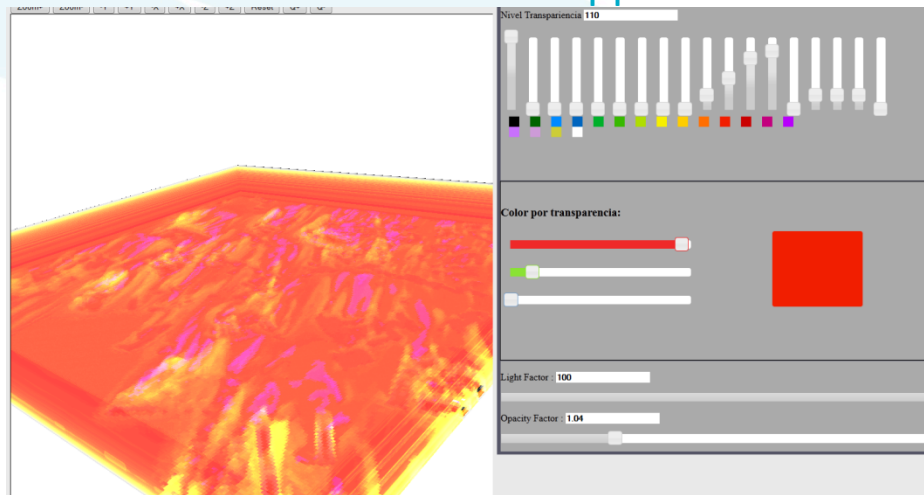 Zoom+ Zoom- -Y -Y -X +X -Z +Z Reset Q+ Q-
Nivel Transparencia 110
Color por transparencia:
Light Factor : 100
Opacity Factor : 1.04